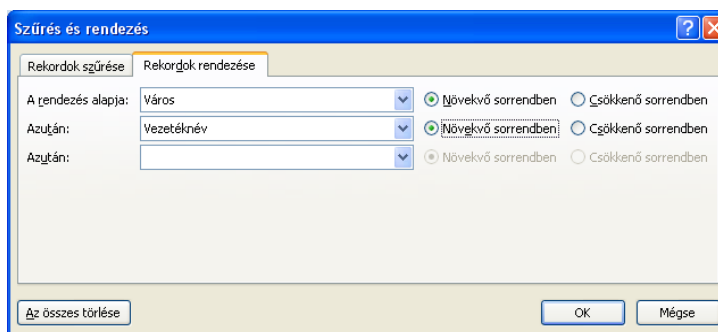 Szűrés és rendezés
Rekordok szűrése Rekordok rendezése
A rendezés alapja: Város Növekvő sorrendben Csökkenő sorrendben
Azután: Vezetéknév Növekvő sorrendben Csökkenő sorrendben
Azután: Növekvő sorrendben Csökkenő sorrendben
Az összes törlése OK Mégse